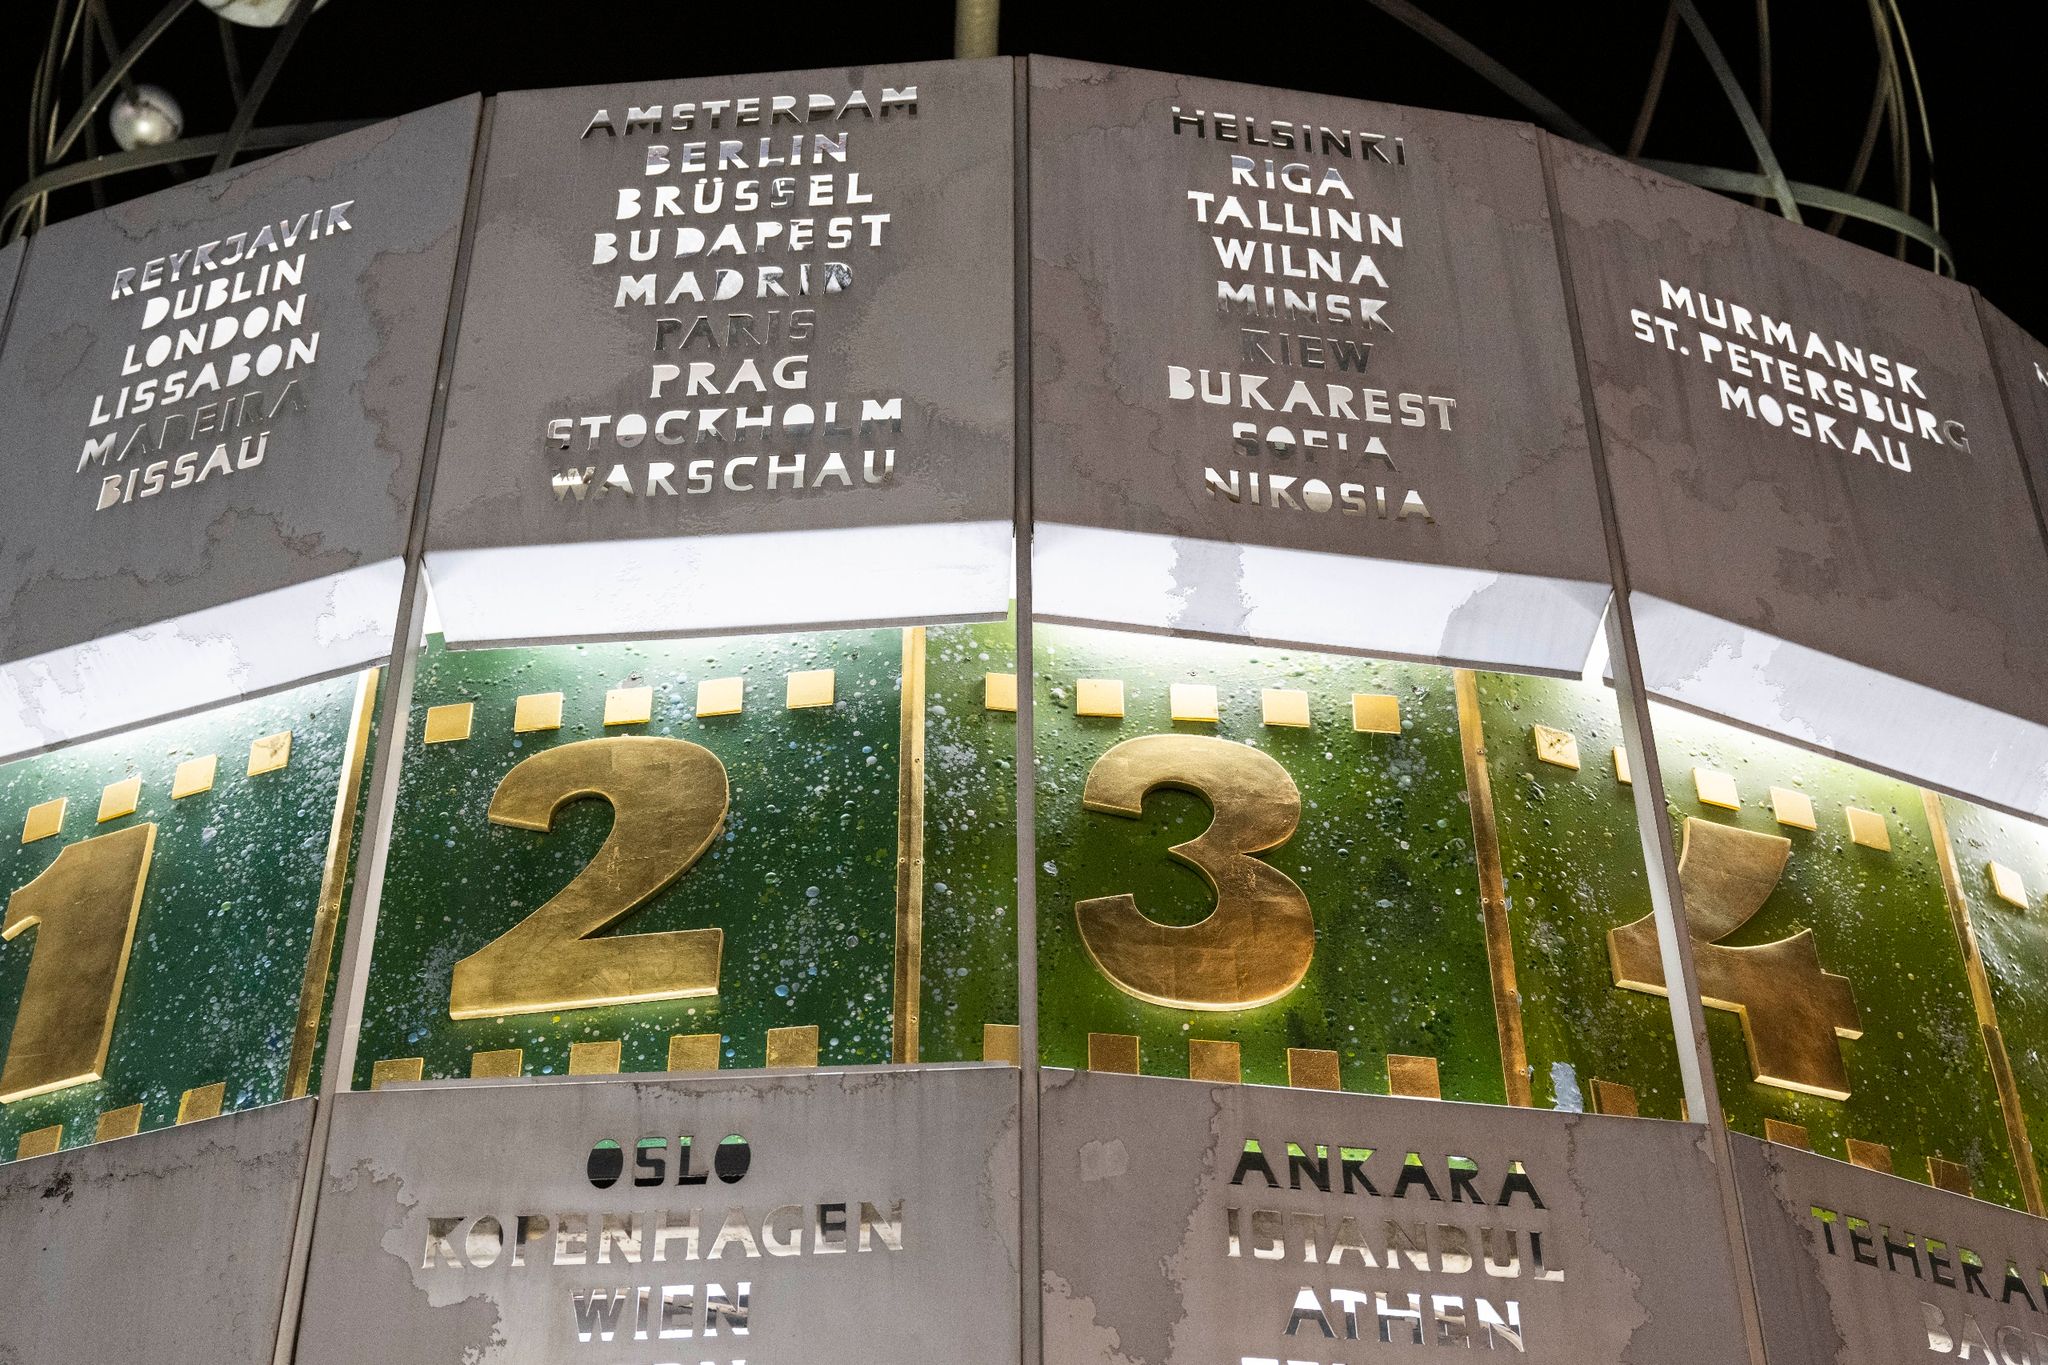 REYKJAVIK
DUBLIN
LONDON
LISSABON
MADEIRA
BISSAU
AMSTERDAM
BERLIN
BRÜSSEL
BUDAPEST
MADRID
PARIS
PRAG
STOCKHOLM
WARSCHAU
HELSINKI
RIGA
TALLINN
WILNA
MINSK
KIEW
BUKAREST
SOFIA
NIKOSIA
MURMANSK
ST. PETERSBURG
MOSKAU
1
2
3
4
OSLO
KOPENHAGEN
WIEN
ANKARA
ISTANBUL
ATHEN
TEHERA
BAG